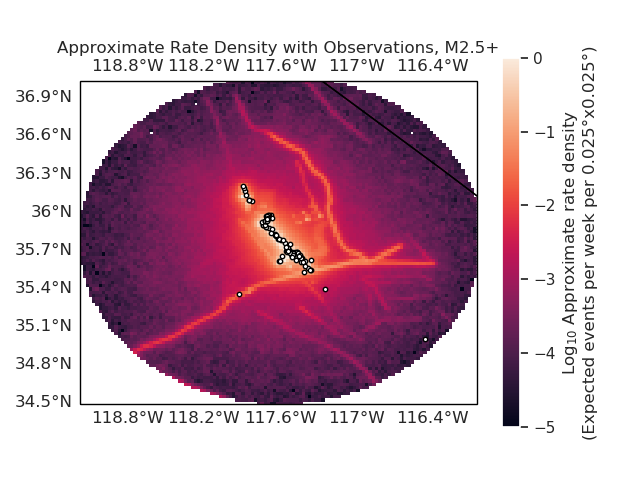 Approximate Rate Density with Observations, M2.5+
118.8°W 118.2°W 117.6°W 117°W 116.4°W
36.9°N
36.6°N
36.3°N
36°N
35.7°N
35.4°N
35.1°N
34.8°N
34.5°N
118.8°W 118.2°W 117.6°W 117°W 116.4°W
0
−1
−2
−3
−4
−5
Log₁₀ Approximate rate density
(Expected events per week per 0.025°x0.025°)